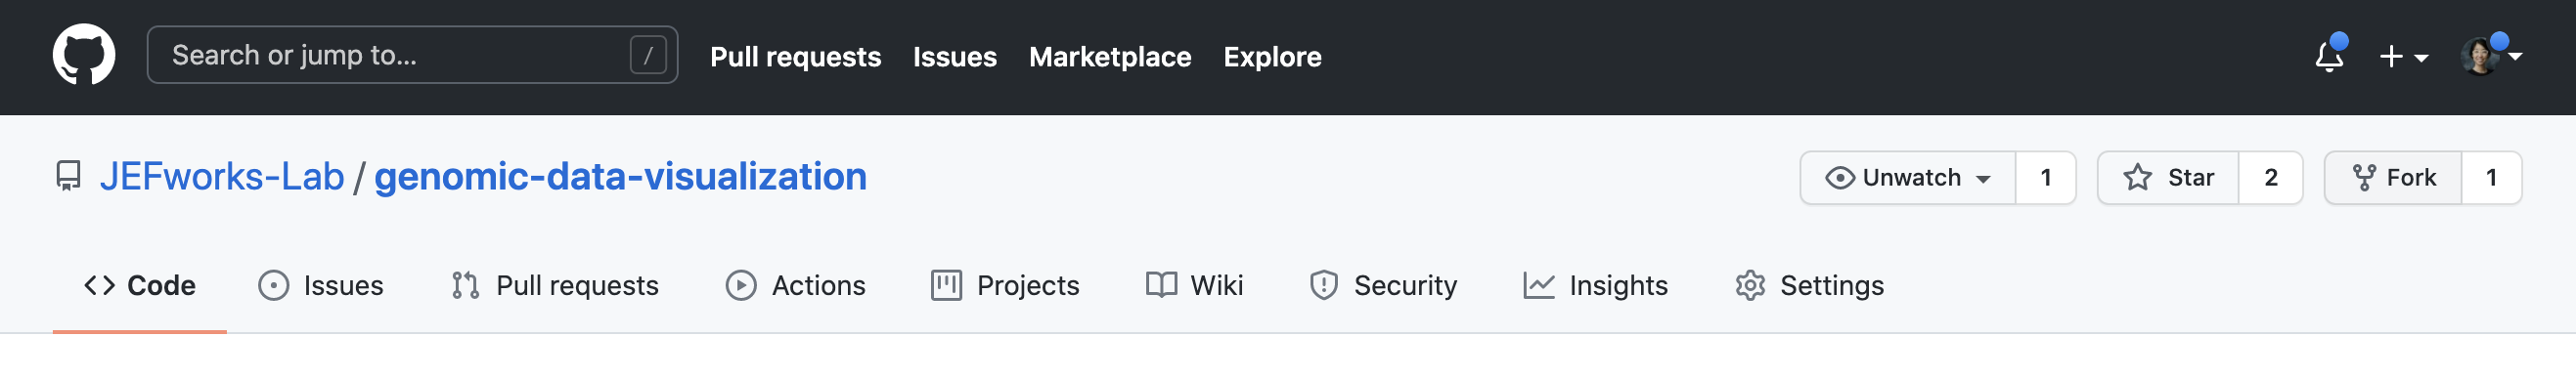 Search or jump to... / Pull requests Issues Marketplace Explore
JEFworks-Lab / genomic-data-visualization Unwatch 1 Star 2 Fork 1
Code Issues Pull requests Actions Projects Wiki Security Insights Settings